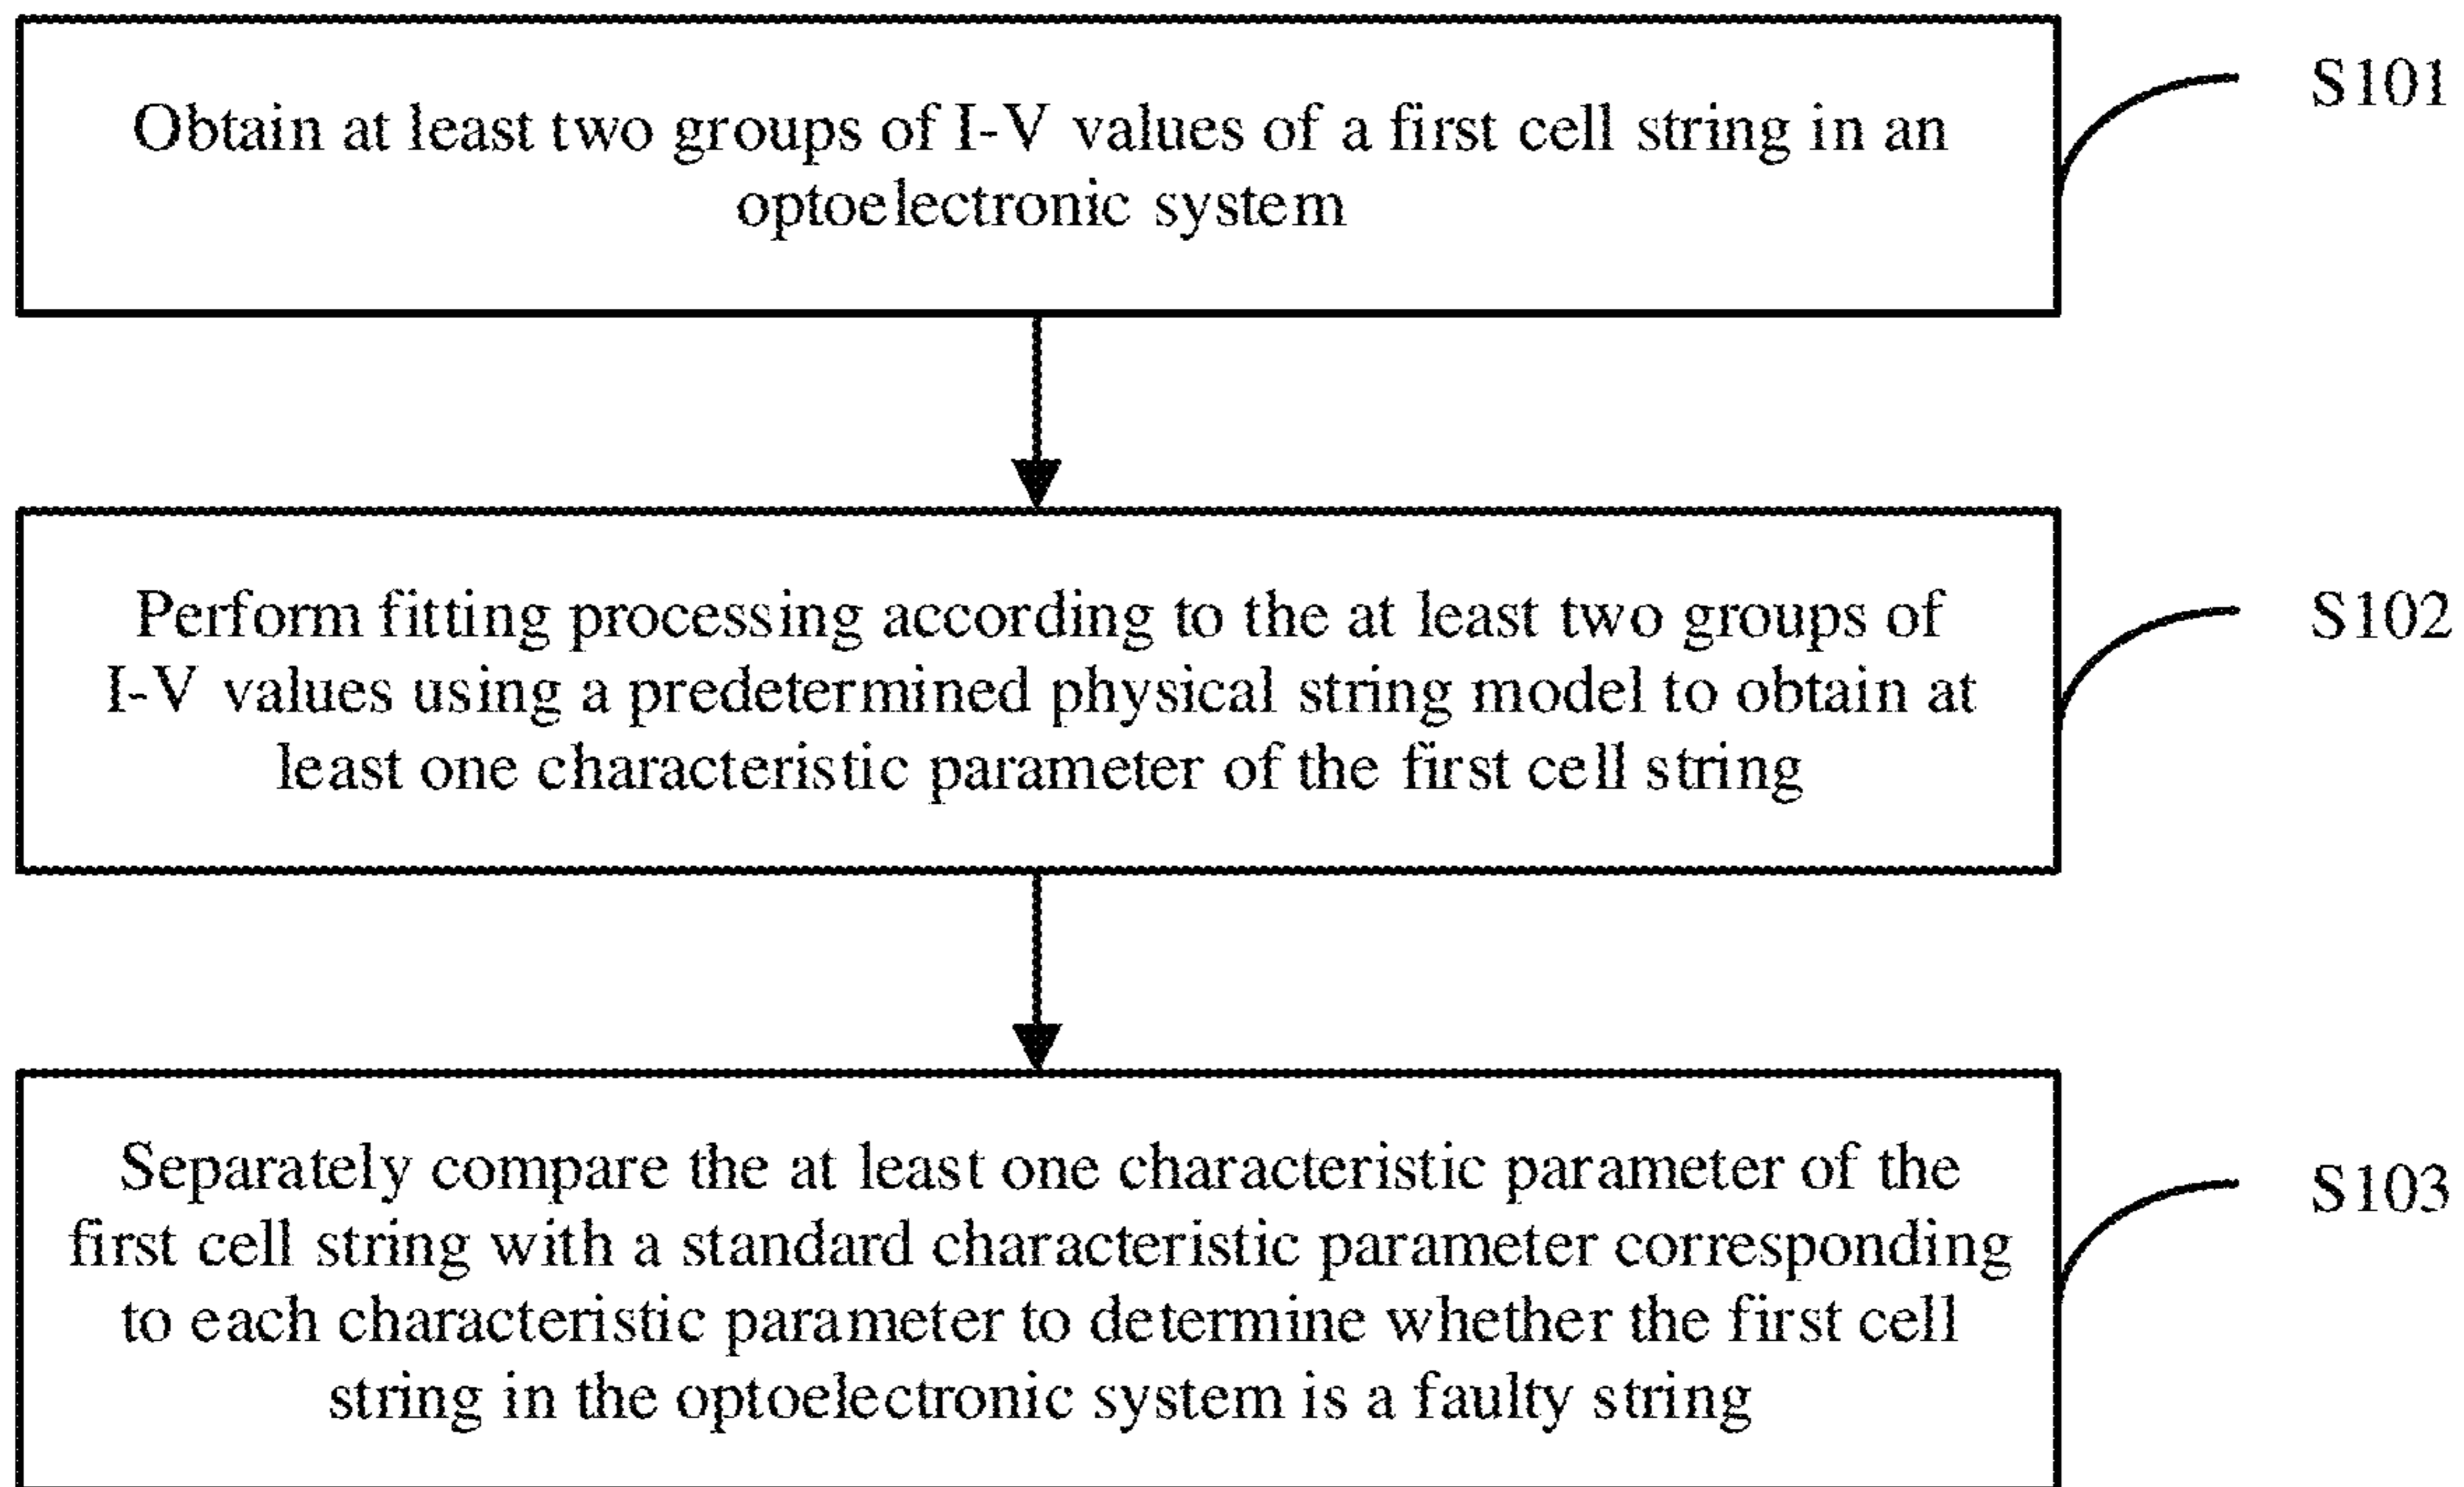 Obtain at least two groups of I-V values of a first cell string in an
optoelectronic system
S101
Perform fitting processing according to the at least two groups of
I-V values using a predetermined physical string model to obtain at
least one characteristic parameter of the first cell string
S102
Separately compare the at least one characteristic parameter of the
first cell string with a standard characteristic parameter corresponding
to each characteristic parameter to determine whether the first cell
string in the optoelectronic system is a faulty string
S103